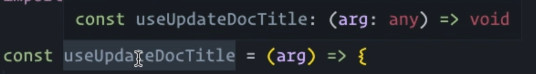 const useUpdateDocTitle: (arg: any) => void
const useUpdateDocTitle = (arg) => {